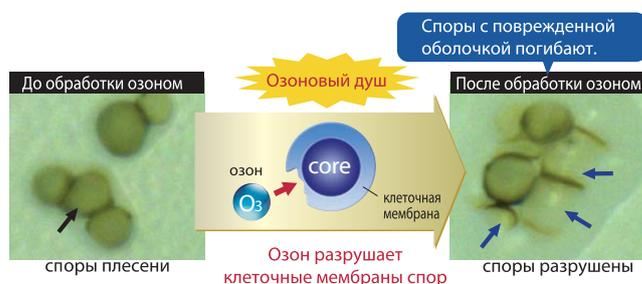 Споры с поврежденной
оболочкой погибают.
До обработки озоном
Озоновый душ
После обработки озоном
озон
O3
core
клеточная
мембрана
споры плесени
Озон разрушает
клеточные мембраны спор
споры разрушены